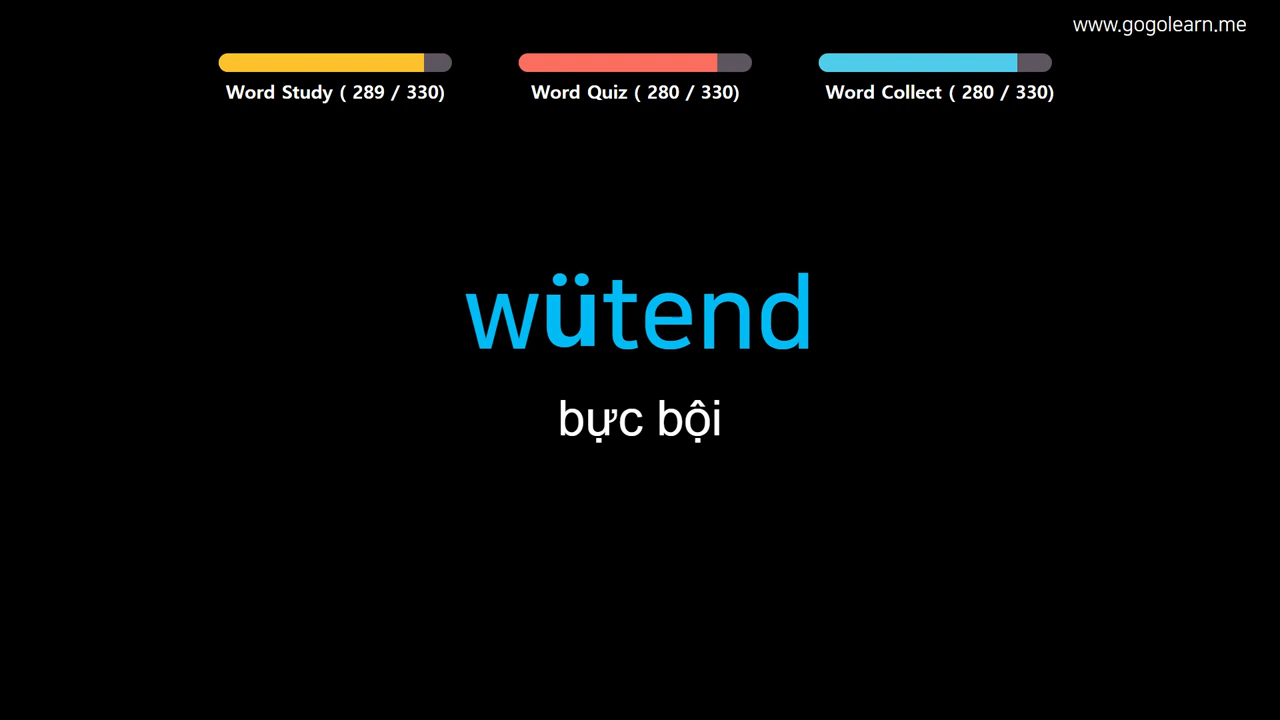 www.gogolearn.me
Word Study ( 289 / 330)
Word Quiz ( 280 / 330)
Word Collect ( 280 / 330)
wütend
bực bội